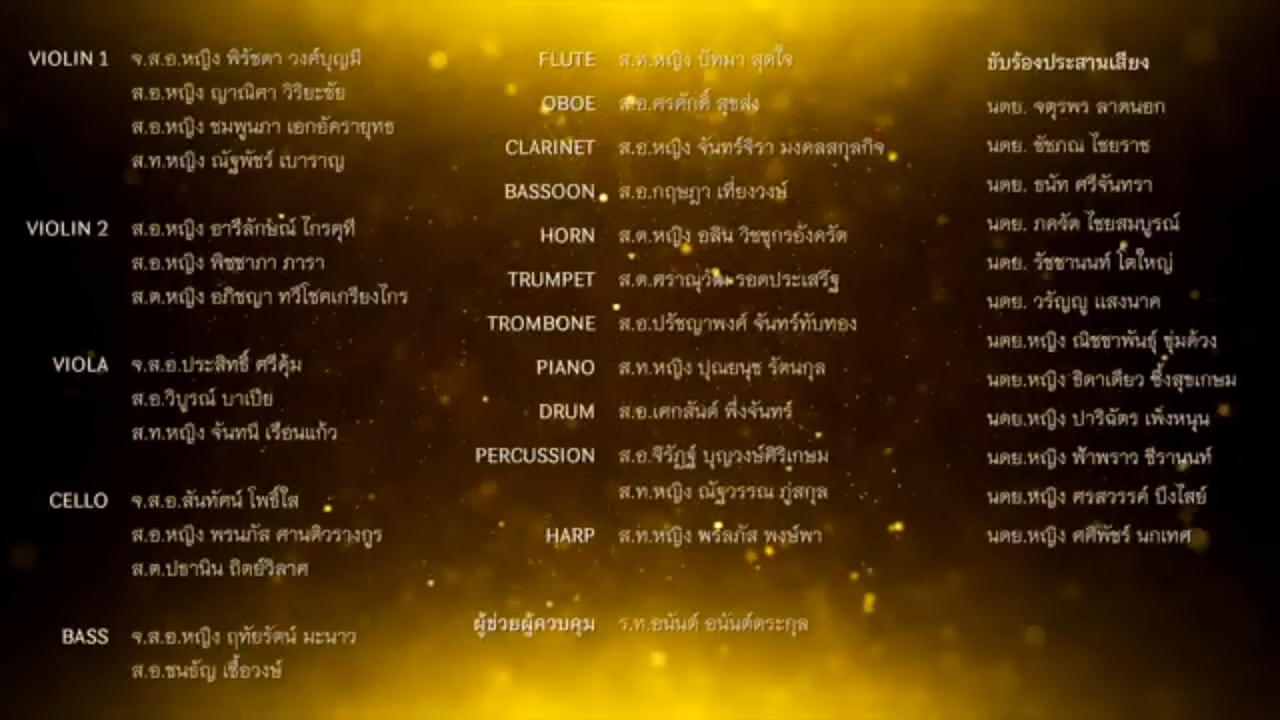 VIOLIN 1 จ.ส.อ.หญิง พิรัชดา วงศ์บุญมี
ส.อ.หญิง ญาณิศา วิริยะชัย
ส.อ.หญิง ชมพูนภา เอกอัครายุทธ
ส.ท.หญิง ณัฐพัชร์ เบาราญ
VIOLIN 2 ส.อ.หญิง อารีลักษณ์ ไกรคุที
ส.อ.หญิง พิชชาภา ภารา
ส.ต.หญิง อภิชญา ทวีโชคเกรียงไกร
VIOLA จ.ส.อ.ประสิทธิ์ ศรีคุ้ม
ส.อ.วิบูรณ์ บาเปีย
ส.ท.หญิง จันทนี เรือนแก้ว
CELLO จ.ส.อ.สันทัศน์ โพธิ์ใส
ส.อ.หญิง พรนภัส ศานติวรางกูร
ส.ต.ปธานิน ถิตย์วิลาศ
BASS จ.ส.อ.หญิง ฤทัยรัตน์ มะนาว
ส.อ.ชนธัญ เชื้อวงษ์
FLUTE ส.ท.หญิง ปัทมา สุดใจ
OBOE ส.อ.ศรศักดิ์ สุขส่ง
CLARINET ส.อ.หญิง จันทร์จิรา มงคลสกุลกิจ
BASSOON ส.อ.กฤษฎา เที่ยงวงษ์
HORN ส.ต.หญิง อสิน วิชชุกรอังครัต
TRUMPET ส.ต.ศราณุวัฒ รอดประเสริฐ
TROMBONE ส.อ.ปรัชญาพงศ์ จันทร์ทับทอง
PIANO ส.ท.หญิง ปุณยนุช รัตนกุล
DRUM ส.อ.เศกสันต์ พึ่งจันทร์
PERCUSSION ส.อ.จิรัฏฐ์ บุญวงษ์ศิริเกษม
ส.ท.หญิง ณัฐวรรณ ภู่สกุล
HARP ส.ท.หญิง พรลภัส พงษ์พา
ผู้ช่วยผู้ควบคุม ร.ท.อนันต์ อนันต์ตระกุล
ขับร้องประสานเสียง
นดย. จตุรพร ลาดนอก
นดย. ชัชภณ ไชยราช
นดย. ธนัท ศรีจันทรา
นดย. ภคจัด ไชยสมบูรณ์
นดย. รัชชานนท์ โตใหญ่
นดย. วรัญญู แสงนาค
นดย.หญิง ณิชชาพันธุ์ ชุ่มด้วง
นดย.หญิง ธิดาเดียว ซึ้งสุขเกษม
นดย.หญิง ปาริฉัตร เพ็งหนุน
นดย.หญิง ฟ้าพราว ชีรานนท์
นดย.หญิง ศรสวรรค์ บึงไสย์
นดย.หญิง ศศิพัชร์ นกเทศ